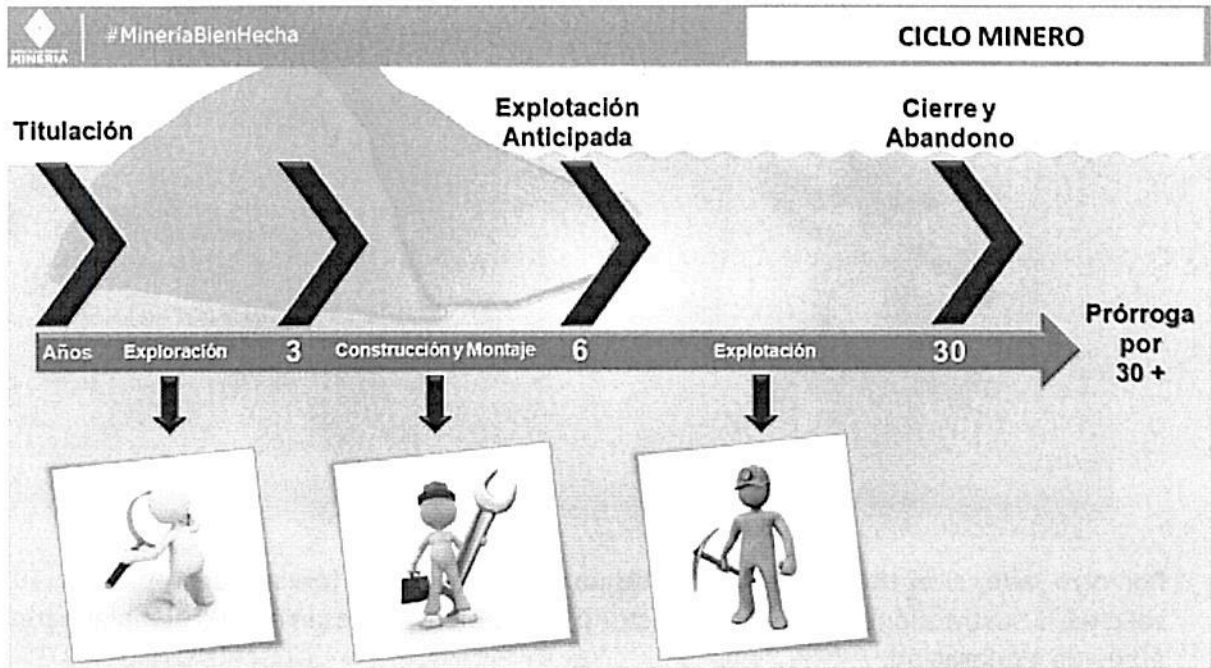 #MineríaBienHecha
CICLO MINERO
MINERÍA
Titulación
Explotación
Anticipada
Cierre y
Abandono
Años Exploración 3 Construcción y Montaje 6 Explotación 30
Prórroga
por
30 +